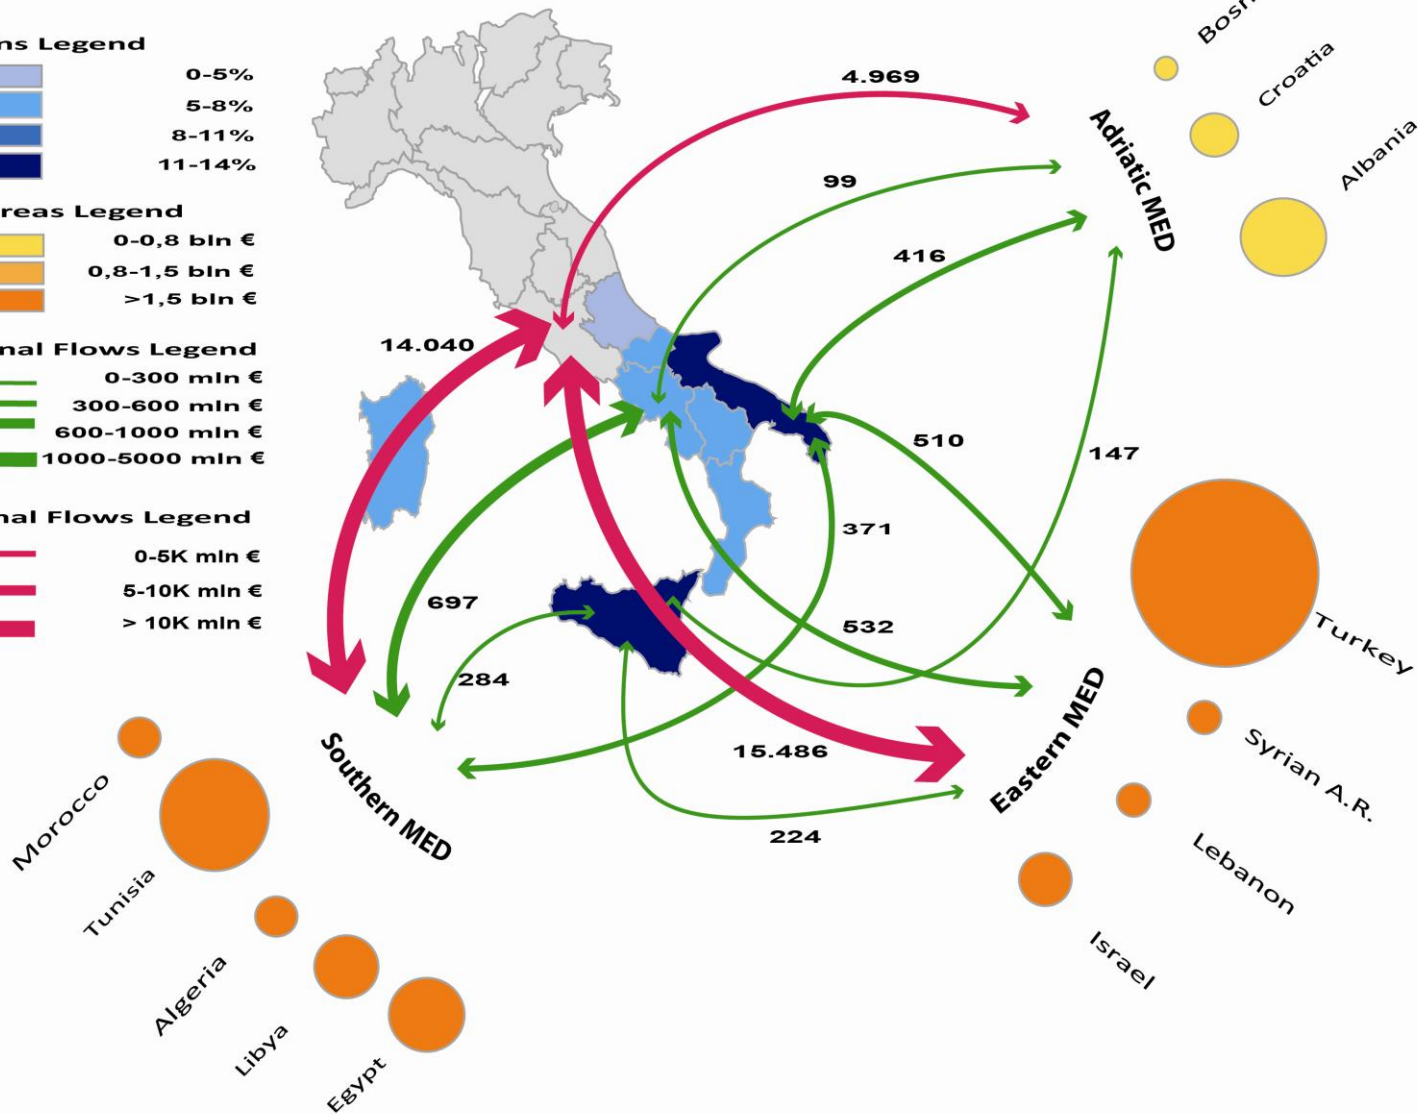 ns Legend
0-5%
5-8%
8-11%
11-14%
reas Legend
0-0,8 bln €
0,8-1,5 bln €
>1,5 bln €
nal Flows Legend
0-300 mln €
300-600 mln €
600-1000 mln €
1000-5000 mln €
nal Flows Legend
0-5K mln €
5-10K mln €
> 10K mln €
4.969
99
416
14.040
510
147
371
697
532
284
15.486
224
Adriatic MED
Bosn
Croatia
Albania
Eastern MED
Turkey
Syrian A.R.
Lebanon
Israel
Southern MED
Morocco
Tunisia
Algeria
Libya
Egypt